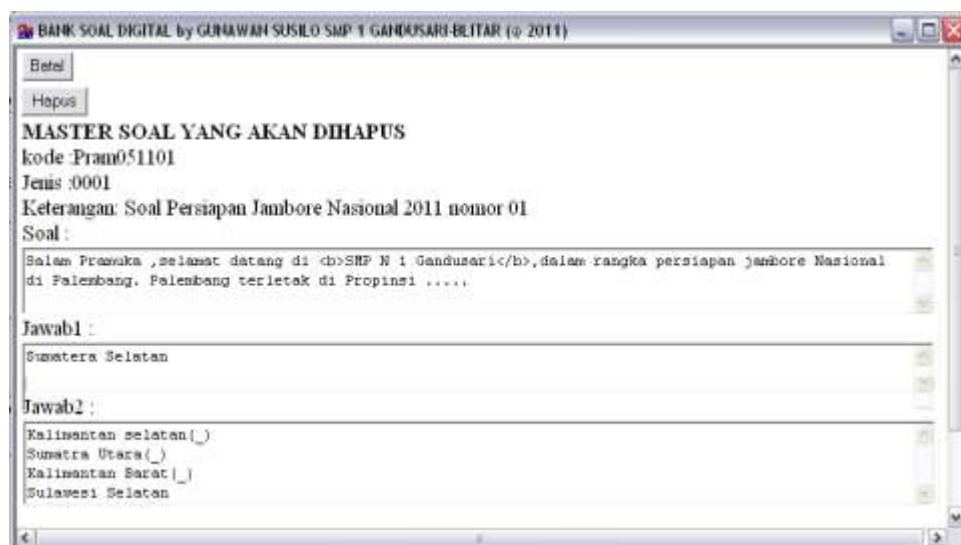 BANK SOAL DIGITAL by GUNAWAN SUSILO SMP 1 GANDUSARI-BLITAR (@ 2011)
Batal
Hapus
MASTER SOAL YANG AKAN DIHAPUS
kode :Pram051101
Jenis :0001
Keterangan: Soal Persiapan Jambore Nasional 2011 nomor 01
Soal :
Salam Pramuka ,selamat datang di <b>SMP N 1 Gandusari</b>,dalam rangka persiapan jambore Nasional
di Palembang. Palembang terletak di Propinsi .....
Jawab1 :
Sumatera Selatan
Jawab2 :
Kalimantan selatan(_)
Sumatra Utara(_)
Kalimantan Barat(_)
Sulawesi Selatan